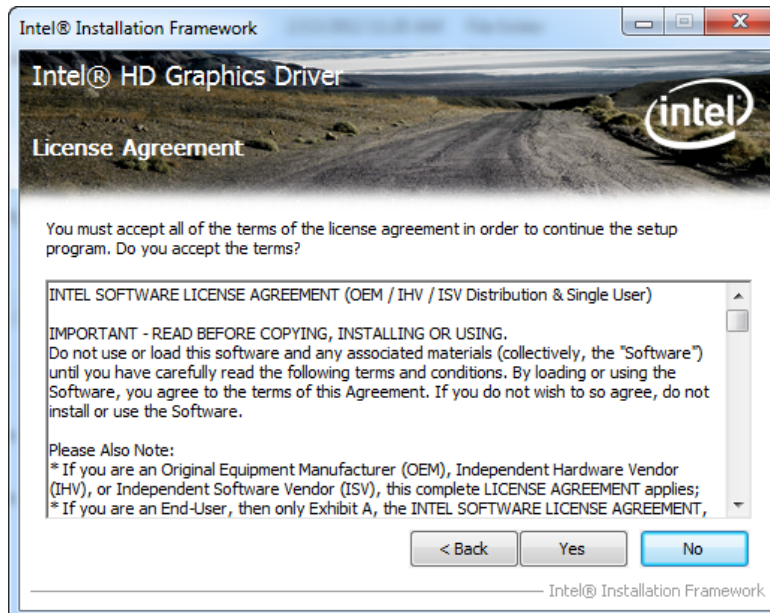 Intel® Installation Framework
Intel® HD Graphics Driver
intel
License Agreement
You must accept all of the terms of the license agreement in order to continue the setup
program. Do you accept the terms?
INTEL SOFTWARE LICENSE AGREEMENT (OEM / IHV / ISV Distribution & Single User)
IMPORTANT - READ BEFORE COPYING, INSTALLING OR USING.
Do not use or load this software and any associated materials (collectively, the "Software")
until you have carefully read the following terms and conditions. By loading or using the
Software, you agree to the terms of this Agreement. If you do not wish to so agree, do not
install or use the Software.
Please Also Note:
* If you are an Original Equipment Manufacturer (OEM), Independent Hardware Vendor
(IHV), or Independent Software Vendor (ISV), this complete LICENSE AGREEMENT applies;
* If you are an End-User, then only Exhibit A, the INTEL SOFTWARE LICENSE AGREEMENT,
< Back Yes No
Intel® Installation Framework